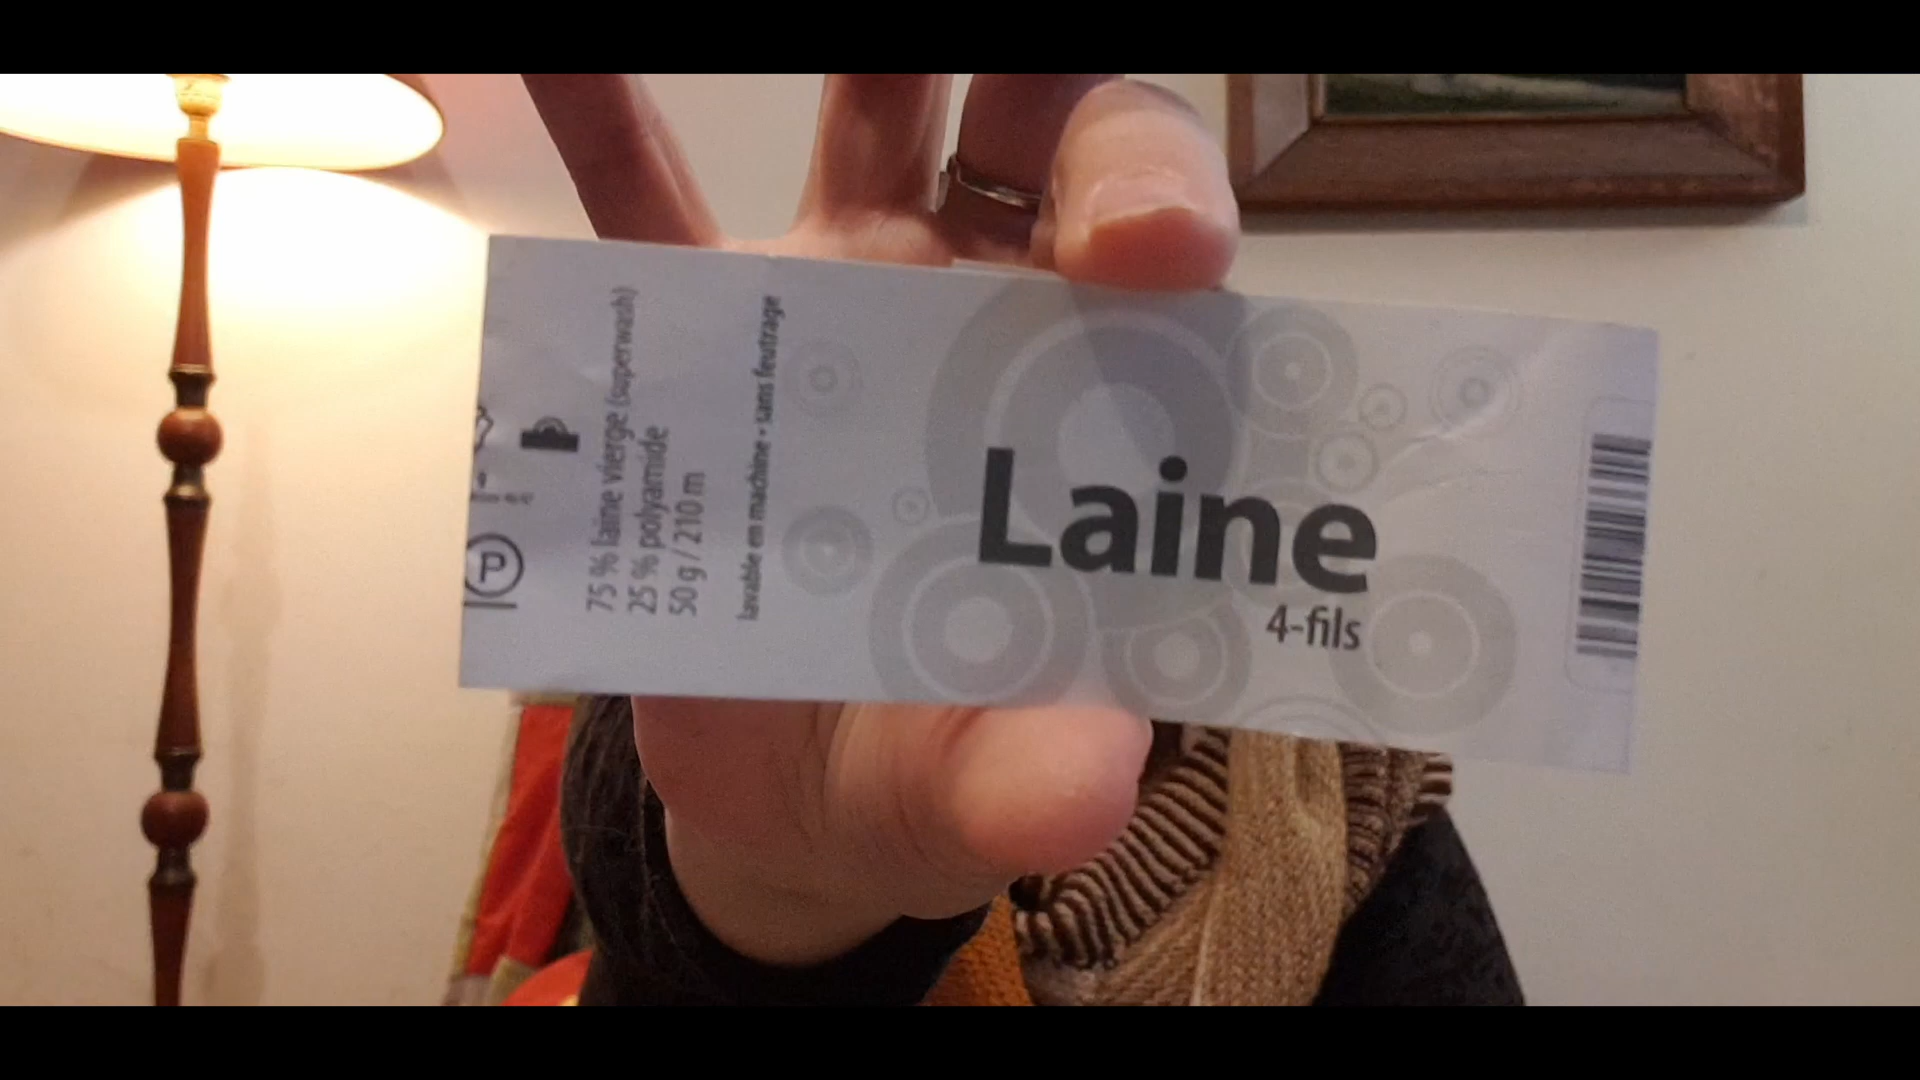 Laine
4-fils
75 % laine vierge (superwash)
25 % polyamide
50 g / 210 m
lavable en machine • sans feutrage
P